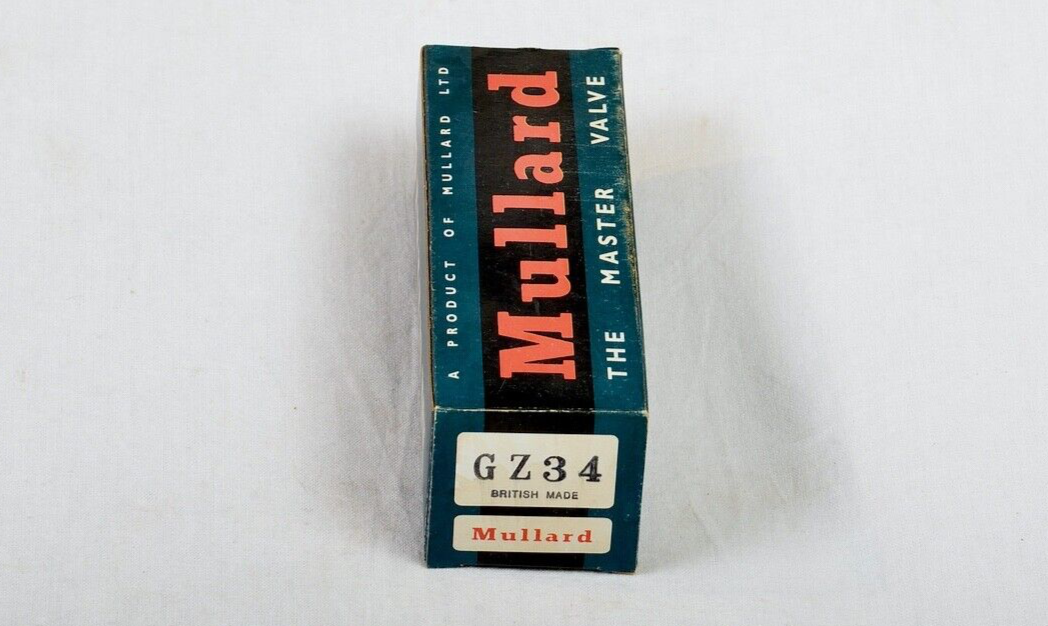 A PRODUCT OF MULLARD LTD
Mullard
THE MASTER VALVE
GZ34
BRITISH MADE
Mullard